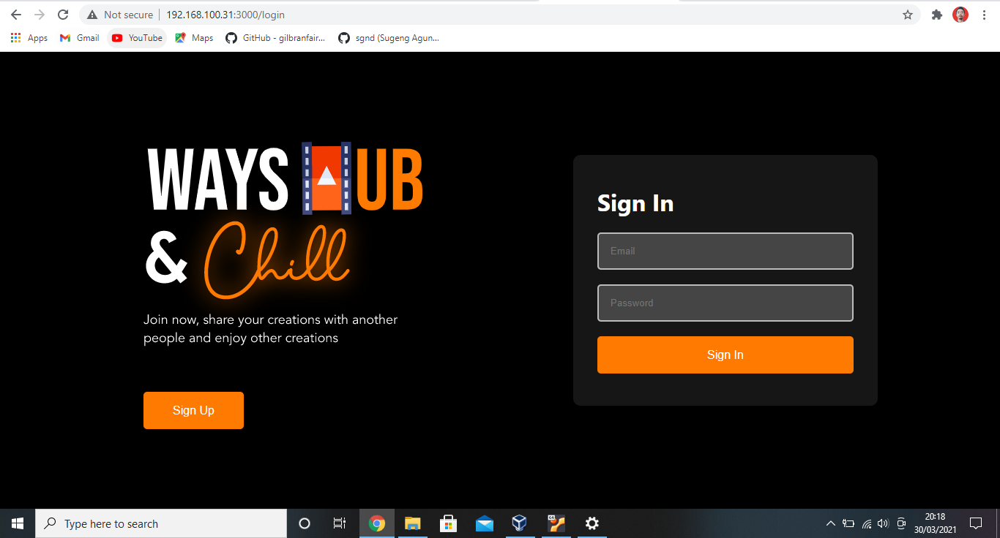 Not secure
192.168.100.31:3000/login
Apps
Gmail
YouTube
Maps
GitHub - gilbranfair...
sgnd (Sugeng Agun...
WAYS HUB
& Chill
Join now, share your creations with another
people and enjoy other creations
Sign Up
Sign In
Email
Password
Sign In
Type here to search
64
20:18
30/03/2021